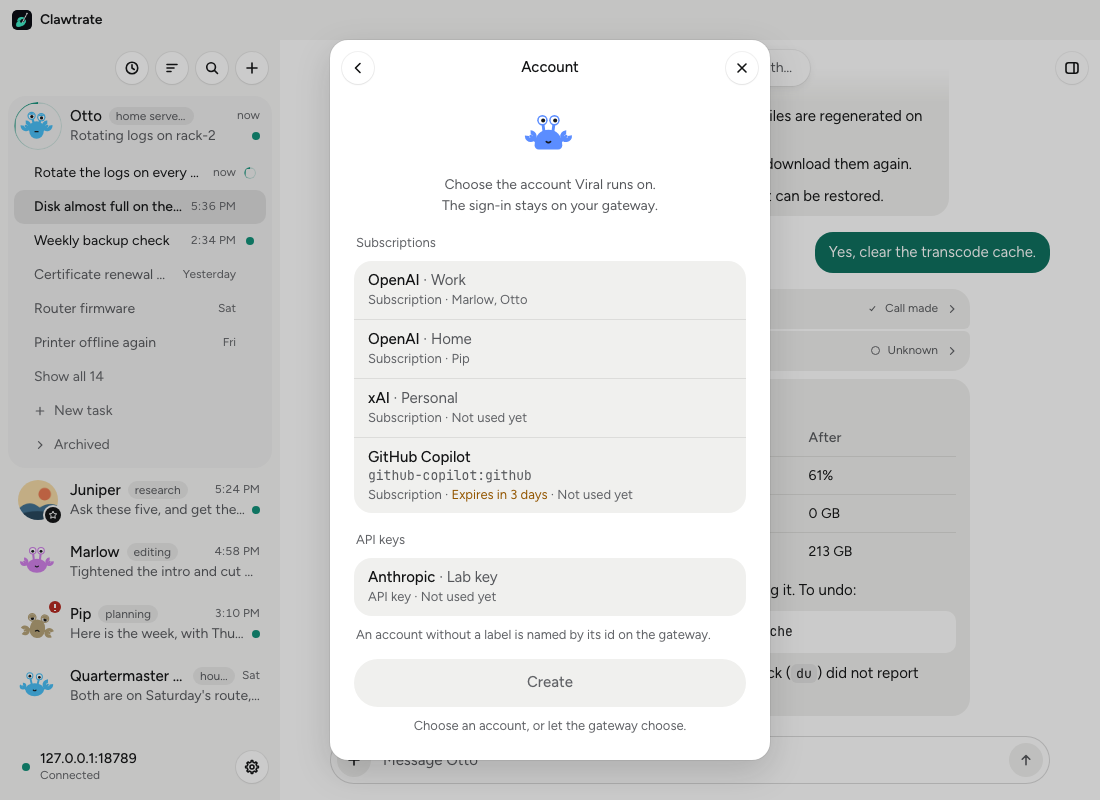 Clawtrate
Otto home serve... now
Rotating logs on rack-2
Rotate the logs on every ... now
Disk almost full on the... 5:36 PM
Weekly backup check 2:34 PM
Certificate renewal ... Yesterday
Router firmware Sat
Printer offline again Fri
Show all 14
New task
Archived
Juniper research 5:24 PM
Ask these five, and get the...
Marlow editing 4:58 PM
Tightened the intro and cut ...
Pip planning 3:10 PM
Here is the week, with Thu...
Quartermaster ... hou... Sat
Both are on Saturday's route,...
127.0.0.1:18789
Connected
Account
Choose the account Viral runs on.
The sign-in stays on your gateway.
Subscriptions
OpenAI · Work
Subscription · Marlow, Otto
OpenAI · Home
Subscription · Pip
xAI · Personal
Subscription · Not used yet
GitHub Copilot
github-copilot:github
Subscription · Expires in 3 days · Not used yet
API keys
Anthropic · Lab key
API key · Not used yet
An account without a label is named by its id on the gateway.
Create
Choose an account, or let the gateway choose.
th...
iles are regenerated on
download them again.
can be restored.
Yes, clear the transcode cache.
Call made
Unknown
After
61%
0 GB
213 GB
g it. To undo:
che
ck (du) did not report
Message Otto